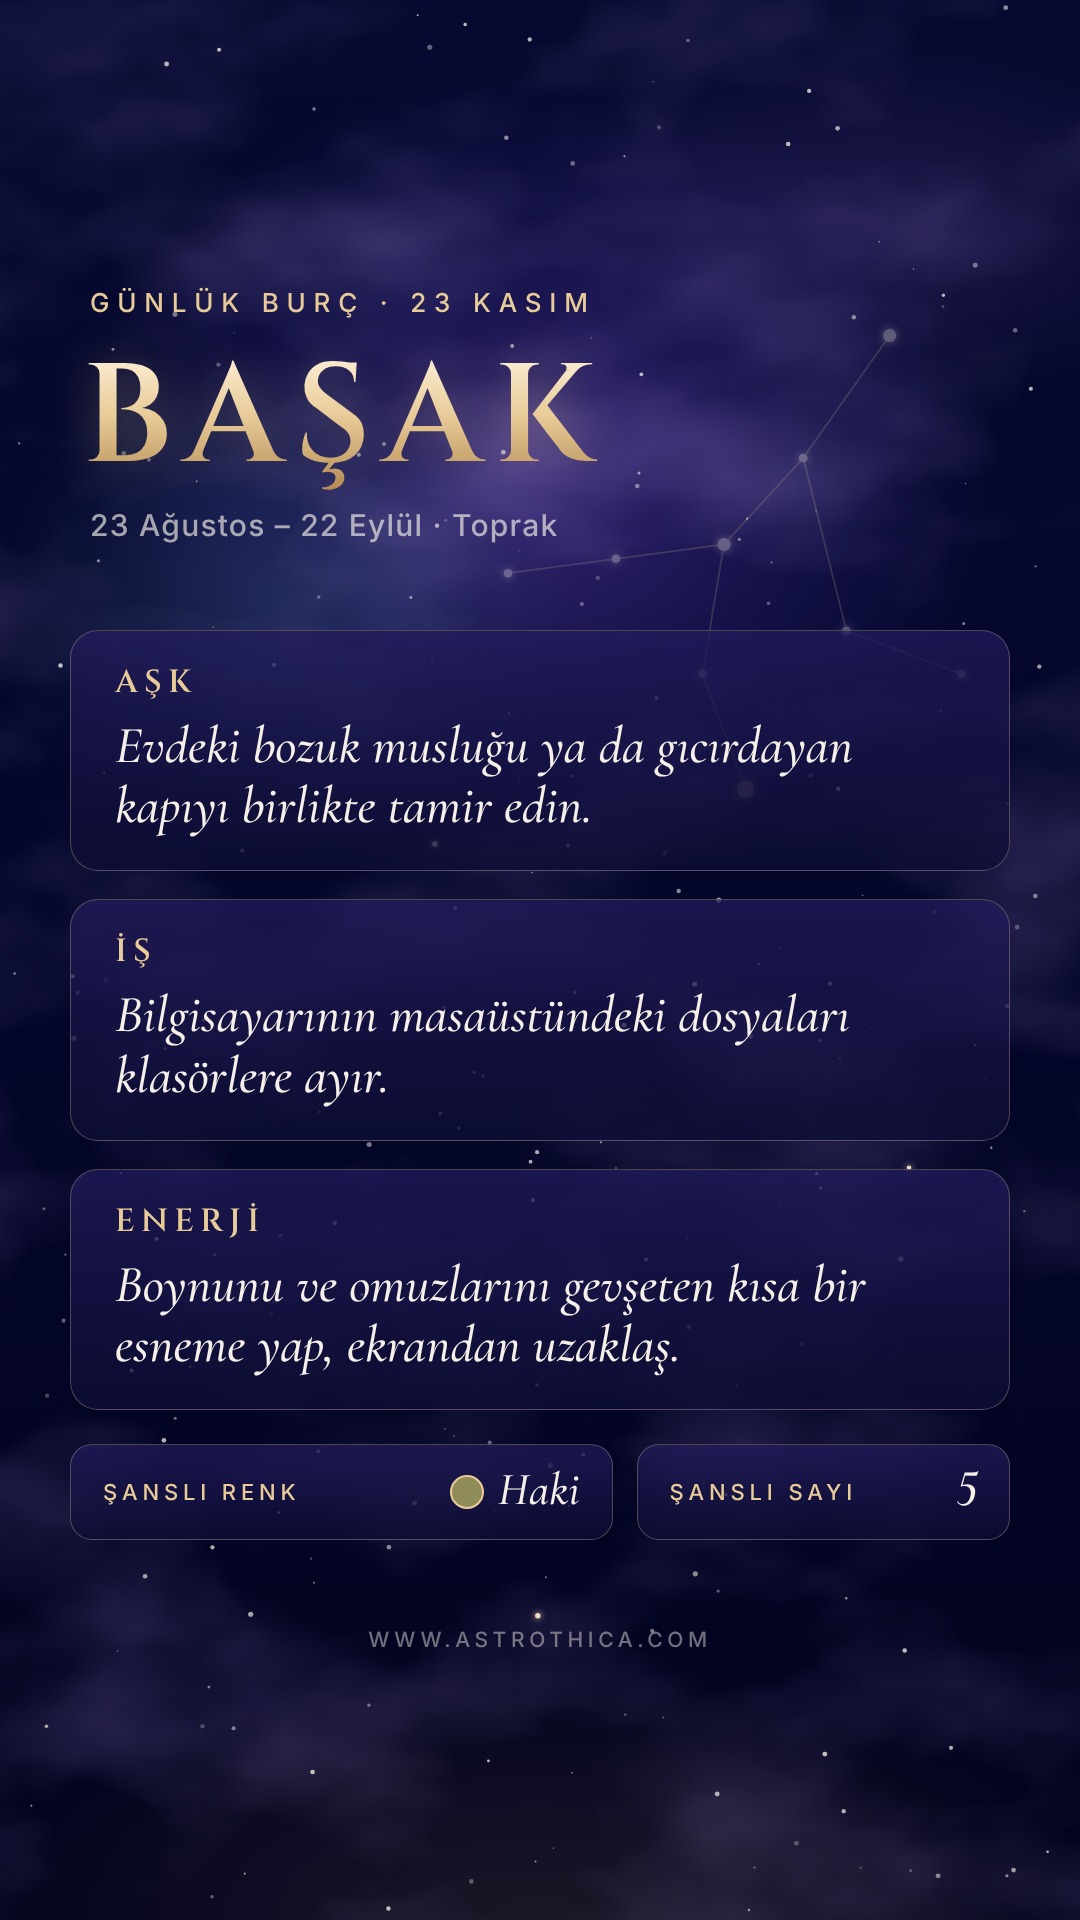 GÜNLÜK BURÇ · 23 KASIM
BAŞAK
23 Ağustos – 22 Eylül · Toprak
AŞK
Evdeki bozuk musluğu ya da gıcırdayan
kapıyı birlikte tamir edin.
İŞ
Bilgisayarının masaüstündeki dosyaları
klasörlere ayır.
ENERJİ
Boynunu ve omuzlarını gevşeten kısa bir
esneme yap, ekrandan uzaklaş.
ŞANSLI RENK Haki
ŞANSLI SAYI 5
WWW.ASTROTHICA.COM